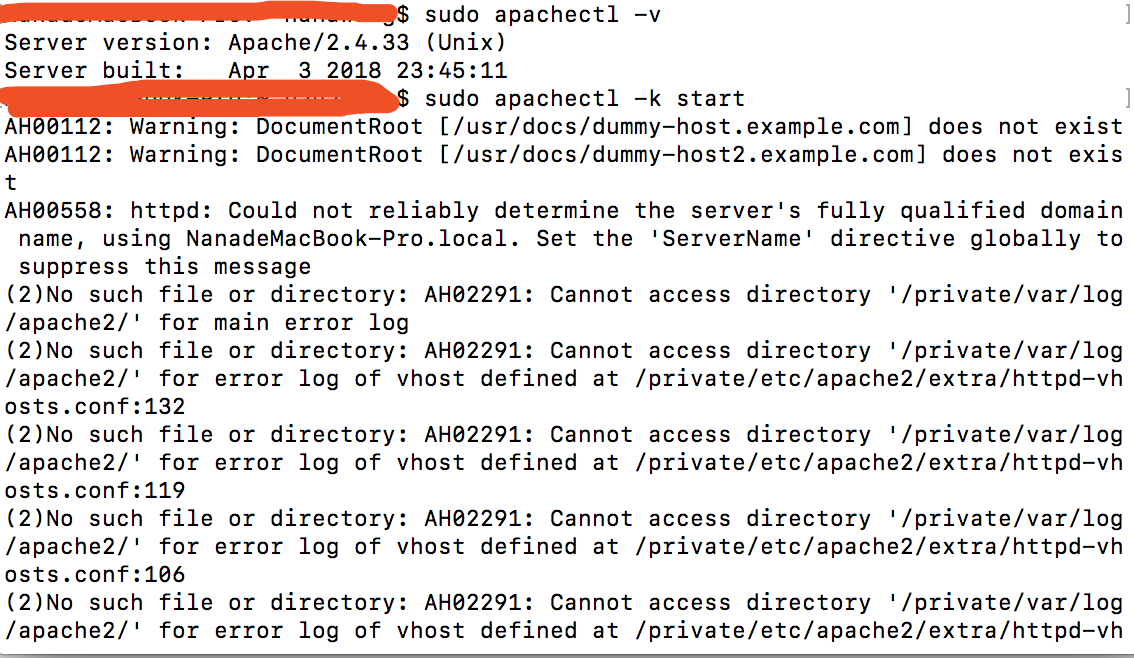 $ sudo apachectl -v
Server version: Apache/2.4.33 (Unix)
Server built:   Apr  3 2018 23:45:11
$ sudo apachectl -k start
AH00112: Warning: DocumentRoot [/usr/docs/dummy-host.example.com] does not exist
AH00112: Warning: DocumentRoot [/usr/docs/dummy-host2.example.com] does not exis
t
AH00558: httpd: Could not reliably determine the server's fully qualified domain
 name, using NanadeMacBook-Pro.local. Set the 'ServerName' directive globally to
 suppress this message
(2)No such file or directory: AH02291: Cannot access directory '/private/var/log
/apache2/' for main error log
(2)No such file or directory: AH02291: Cannot access directory '/private/var/log
/apache2/' for error log of vhost defined at /private/etc/apache2/extra/httpd-vh
osts.conf:132
(2)No such file or directory: AH02291: Cannot access directory '/private/var/log
/apache2/' for error log of vhost defined at /private/etc/apache2/extra/httpd-vh
osts.conf:119
(2)No such file or directory: AH02291: Cannot access directory '/private/var/log
/apache2/' for error log of vhost defined at /private/etc/apache2/extra/httpd-vh
osts.conf:106
(2)No such file or directory: AH02291: Cannot access directory '/private/var/log
/apache2/' for error log of vhost defined at /private/etc/apache2/extra/httpd-vh